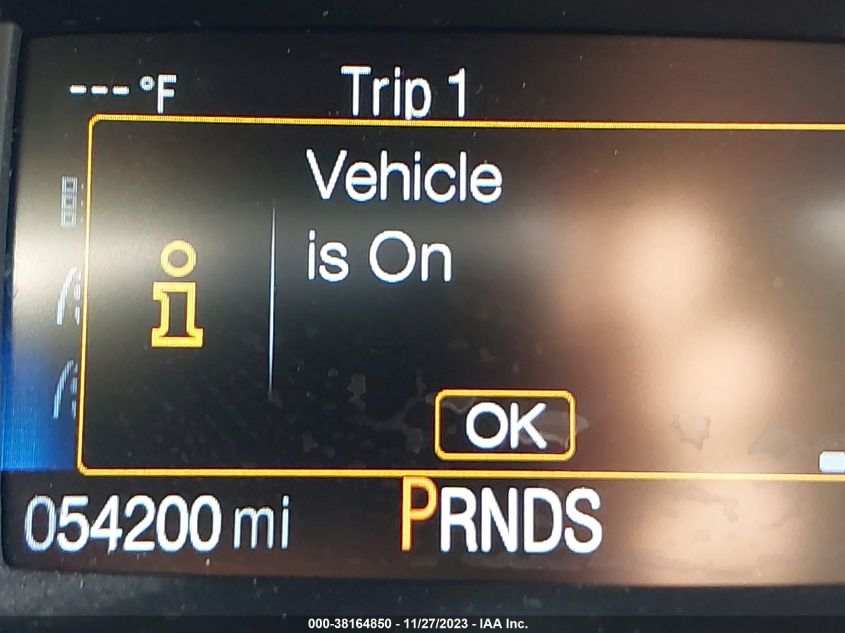 ---°F Trip 1
Vehicle
is On
OK
054200 mi PRNDS
000-38164850 - 11/27/2023 - IAA Inc.